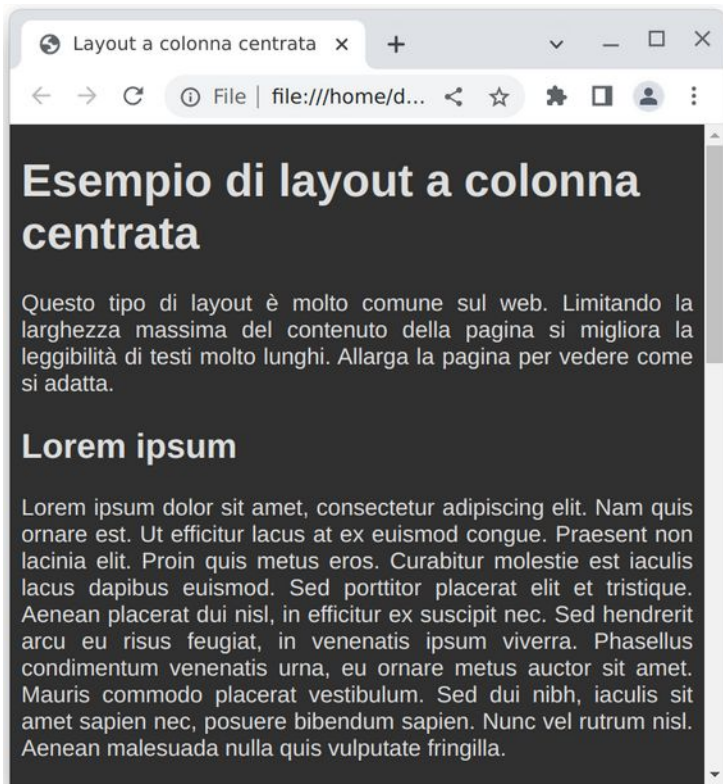 Layout a colonna centrata
File | file:///home/d...
Esempio di layout a colonna
centrata
Questo tipo di layout è molto comune sul web. Limitando la
larghezza massima del contenuto della pagina si migliora la
leggibilità di testi molto lunghi. Allarga la pagina per vedere come
si adatta.
Lorem ipsum
Lorem ipsum dolor sit amet, consectetur adipiscing elit. Nam quis
ornare est. Ut efficitur lacus at ex euismod congue. Praesent non
lacinia elit. Proin quis metus eros. Curabitur molestie est iaculis
lacus dapibus euismod. Sed porttitor placerat elit et tristique.
Aenean placerat dui nisl, in efficitur ex suscipit nec. Sed hendrerit
arcu eu risus feugiat, in venenatis ipsum viverra. Phasellus
condimentum venenatis urna, eu ornare metus auctor sit amet.
Mauris commodo placerat vestibulum. Sed dui nibh, iaculis sit
amet sapien nec, posuere bibendum sapien. Nunc vel rutrum nisl.
Aenean malesuada nulla quis vulputate fringilla.